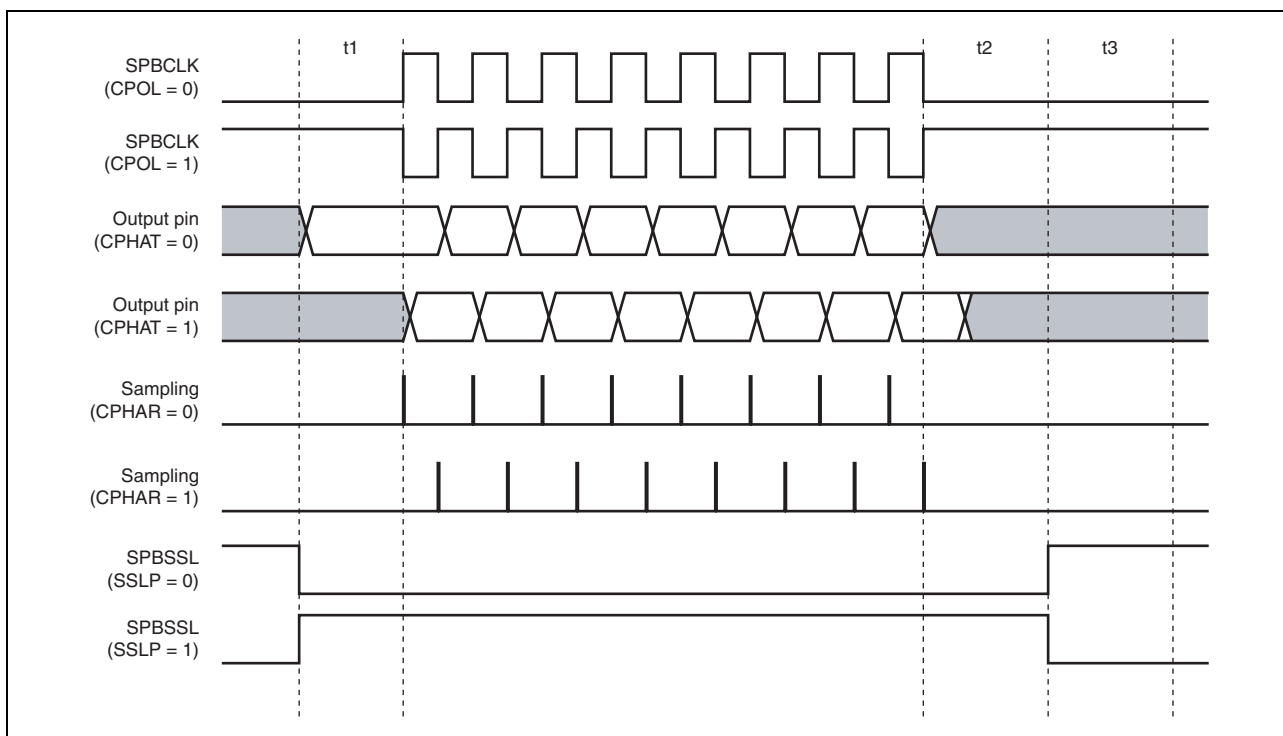 t1
t2
t3
SPBCLK
(CPOL = 0)
SPBCLK
(CPOL = 1)
Output pin
(CPHAT = 0)
Output pin
(CPHAT = 1)
Sampling
(CPHAR = 0)
Sampling
(CPHAR = 1)
SPBSSL
(SSLP = 0)
SPBSSL
(SSLP = 1)